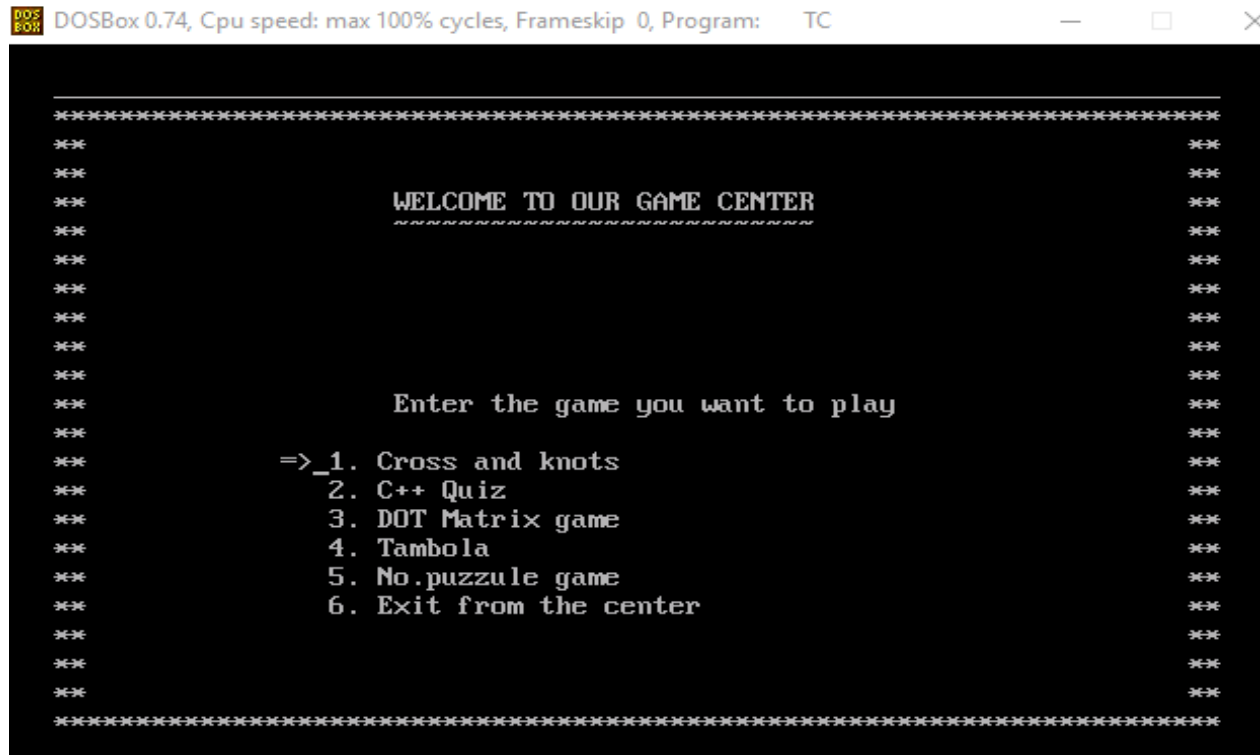 DOSBox 0.74, Cpu speed: max 100% cycles, Frameskip 0, Program: TC
WELCOME TO OUR GAME CENTER
~~~~~~~~~~~~~~~~~~~~~~~~~~
Enter the game you want to play
=>_1. Cross and knots
2. C++ Quiz
3. DOT Matrix game
4. Tambola
5. No.puzzule game
6. Exit from the center